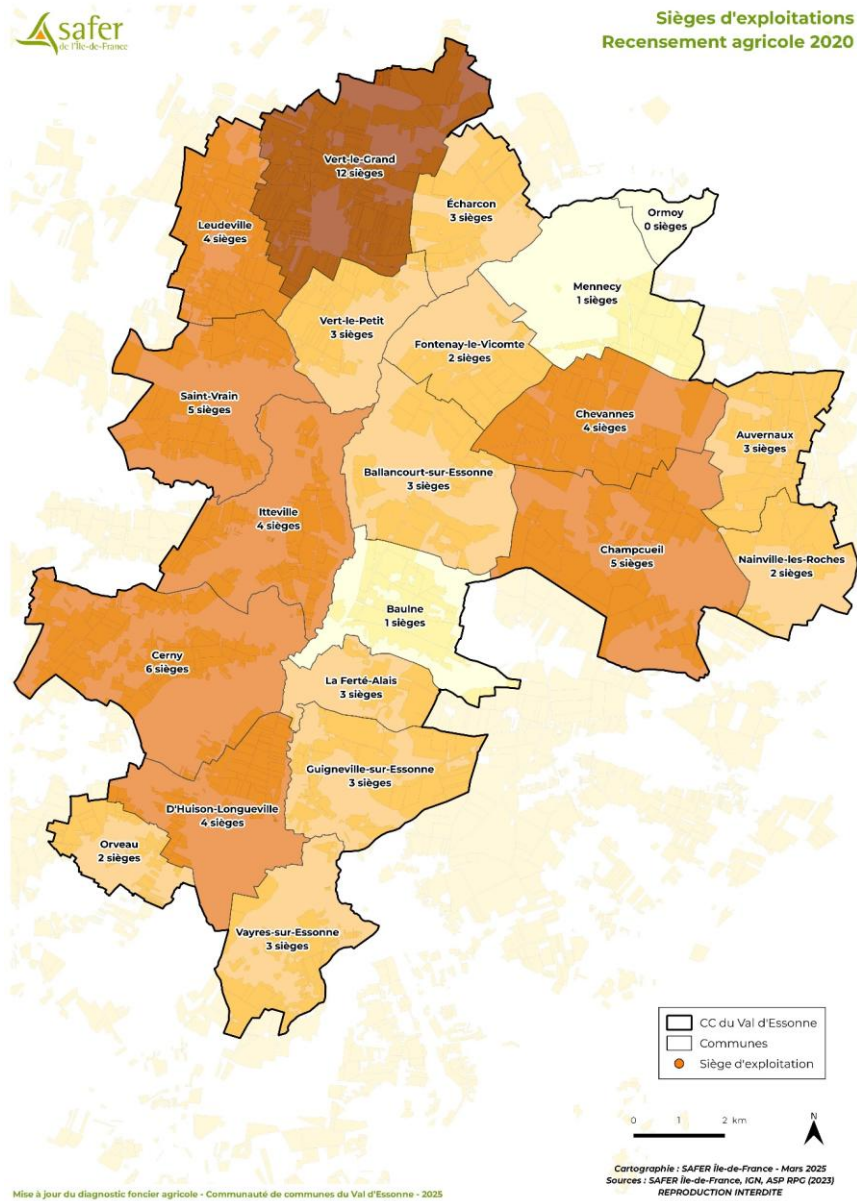 safer
de l'Île-de-France
Sièges d'exploitations
Recensement agricole 2020
Vert-le-Grand
12 sièges
Écharcon
3 sièges
Ormoy
0 sièges
Leudeville
4 sièges
Mennecy
1 sièges
Vert-le-Petit
3 sièges
Fontenay-le-Vicomte
2 sièges
Saint-Vrain
5 sièges
Chevannes
4 sièges
Auvernaux
3 sièges
Ballancourt-sur-Essonne
3 sièges
Itteville
4 sièges
Champcueil
5 sièges
Nainville-les-Roches
2 sièges
Baulne
1 sièges
Cerny
6 sièges
La Ferté-Alais
3 sièges
Guigneville-sur-Essonne
3 sièges
D'Huison-Longueville
4 sièges
Orveau
2 sièges
Vayres-sur-Essonne
3 sièges
CC du Val d'Essonne
Communes
Siège d'exploitation
0 1 2 km
N
Cartographie : SAFER Île-de-France - Mars 2025
Sources : SAFER Île-de-France, IGN, ASP RPG (2023)
REPRODUCTION INTERDITE
Mise à jour du diagnostic foncier agricole - Communauté de communes du Val d'Essonne - 2025